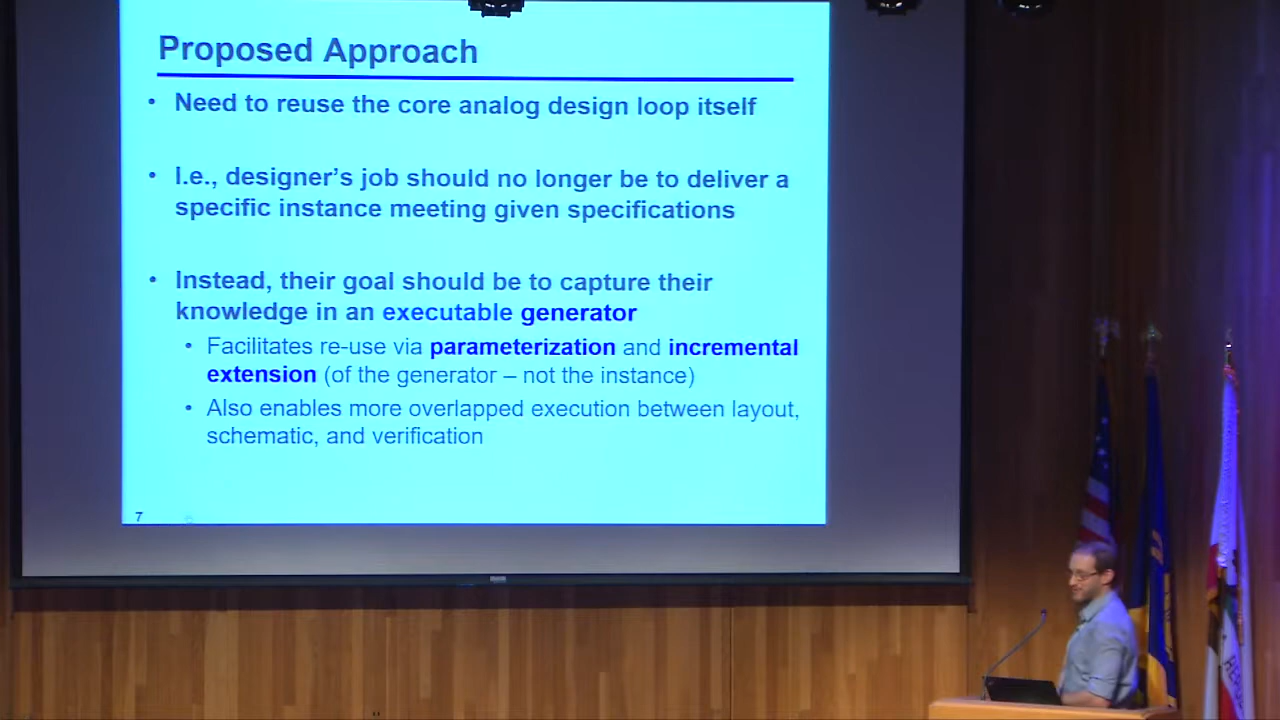 Proposed Approach
• Need to reuse the core analog design loop itself
• I.e., designer's job should no longer be to deliver a
specific instance meeting given specifications
• Instead, their goal should be to capture their
knowledge in an executable generator
• Facilitates re-use via parameterization and incremental
extension (of the generator – not the instance)
• Also enables more overlapped execution between layout,
schematic, and verification
7